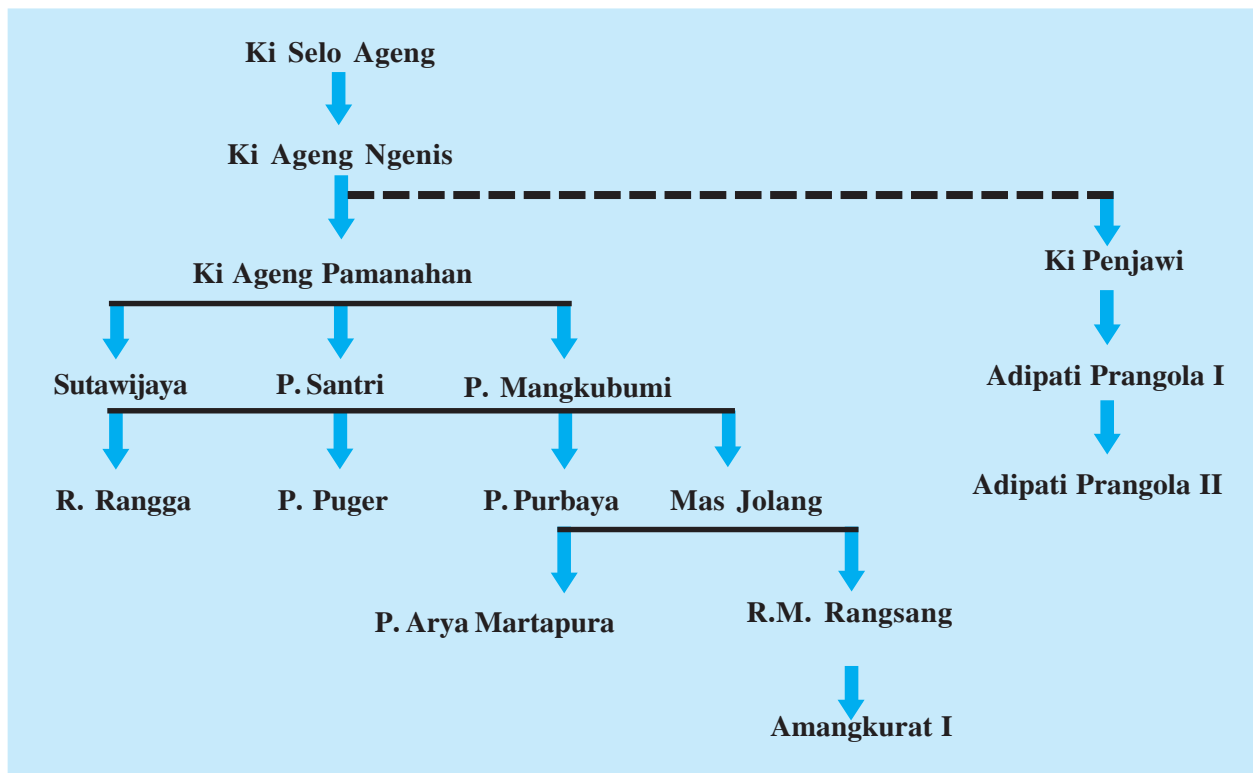 Ki Selo Ageng
Ki Ageng Ngenis
Ki Ageng Pamanahan
Ki Penjawi
Sutawijaya
P. Santri
P. Mangkubumi
Adipati Prangola I
R. Rangga
P. Puger
P. Purbaya
Mas Jolang
Adipati Prangola II
P. Arya Martapura
R.M. Rangsang
Amangkurat I